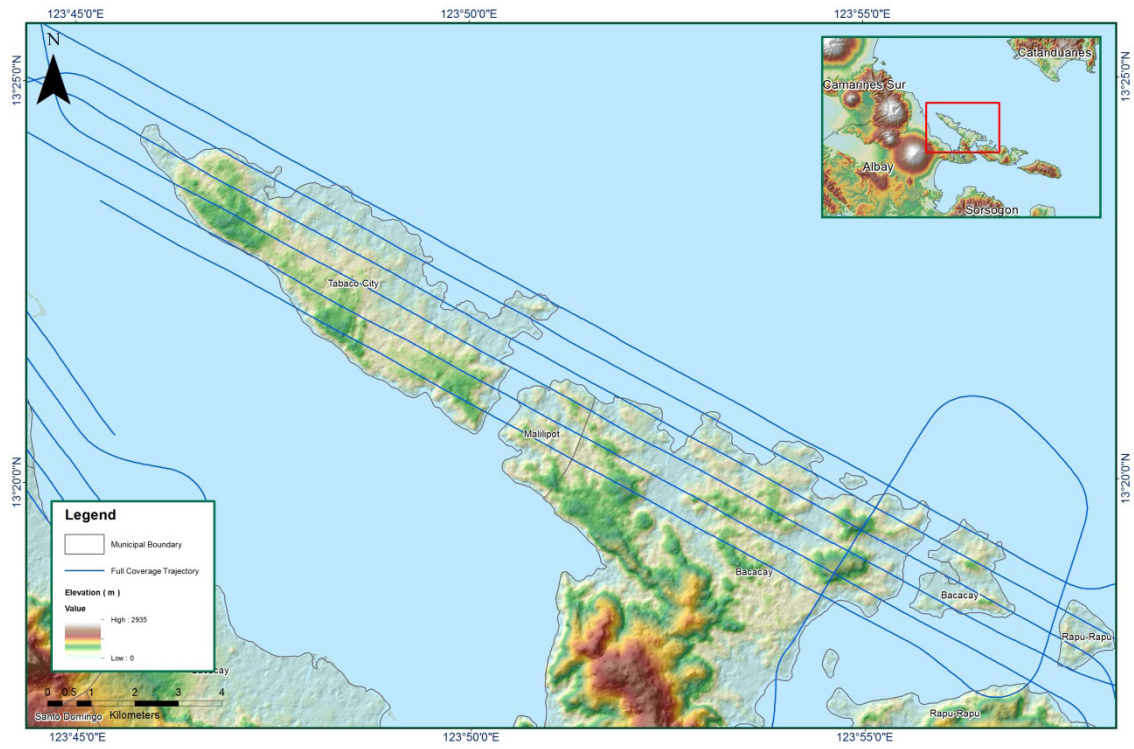 123°45'0"E 123°50'0"E 123°55'0"E
N
13°25'0"N
13°25'0"N
Catanduanes
Camarines Sur
Albay
Sorsogon
Tabaco City
Malilipot
13°20'0"N
13°20'0"N
Legend
Municipal Boundary
Full Coverage Trajectory
Elevation ( m )
Value
High : 2935
Low : 0
Bacacay
Bacacay
Rapu-Rapu
0 0.5 1 2 3 4
Kilometers
Santo Domingo
Rapu-Rapu
123°45'0"E 123°50'0"E 123°55'0"E